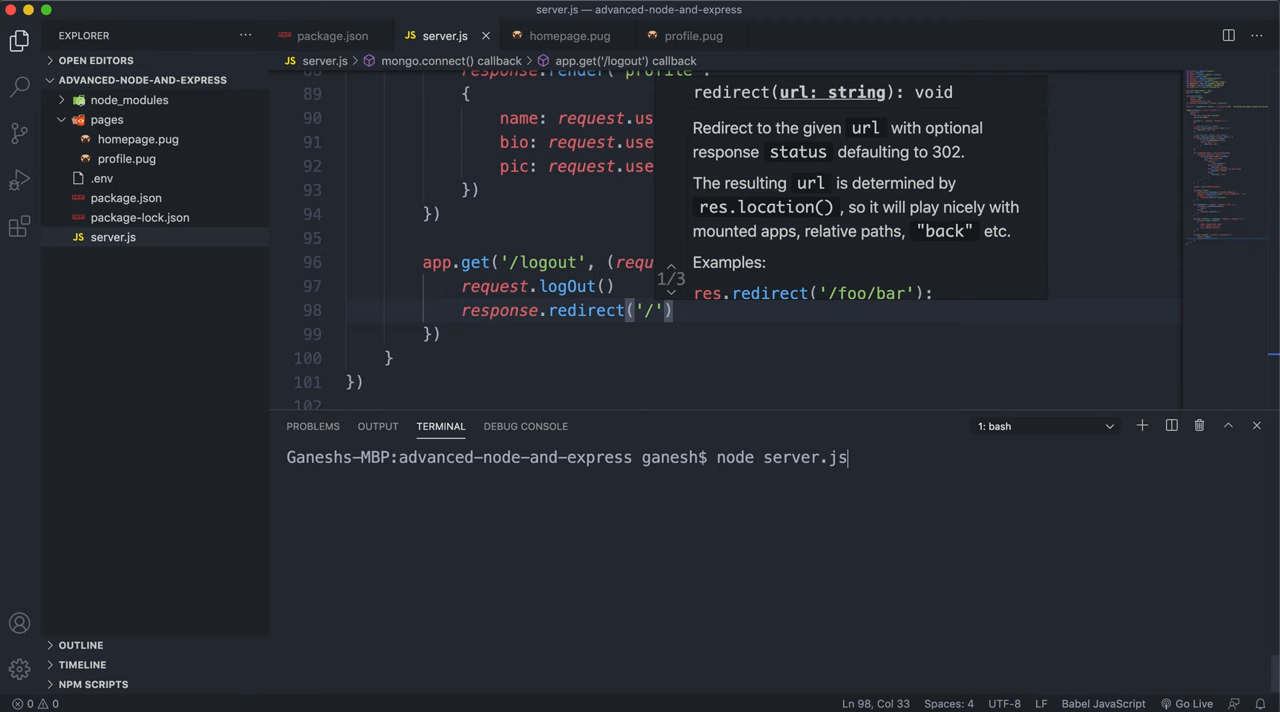 server.js — advanced-node-and-express
EXPLORER
package.json
JS server.js
homepage.pug
profile.pug
JS server.js > mongo.connect() callback > app.get('/logout') callback
OPEN EDITORS
ADVANCED-NODE-AND-EXPRESS
node_modules
pages
homepage.pug
profile.pug
.env
package.json
package-lock.json
JS server.js
OUTLINE
TIMELINE
NPM SCRIPTS
response.render('profile'.
89 {
90 name: request.us
91 bio: request.use
92 pic: request.use
93 })
94 })
95
96 app.get('/logout', (requ
97 request.logOut()
98 response.redirect('/')
99 })
100 }
101 })
102
redirect(url: string): void
Redirect to the given url with optional
response status defaulting to 302.
The resulting url is determined by
res.location() , so it will play nicely with
mounted apps, relative paths, "back" etc.
Examples:
1/3
res.redirect('/foo/bar');
PROBLEMS OUTPUT TERMINAL DEBUG CONSOLE
1: bash
Ganeshs-MBP:advanced-node-and-express ganesh$ node server.js
0 0
Ln 98, Col 33 Spaces: 4 UTF-8 LF Babel JavaScript Go Live